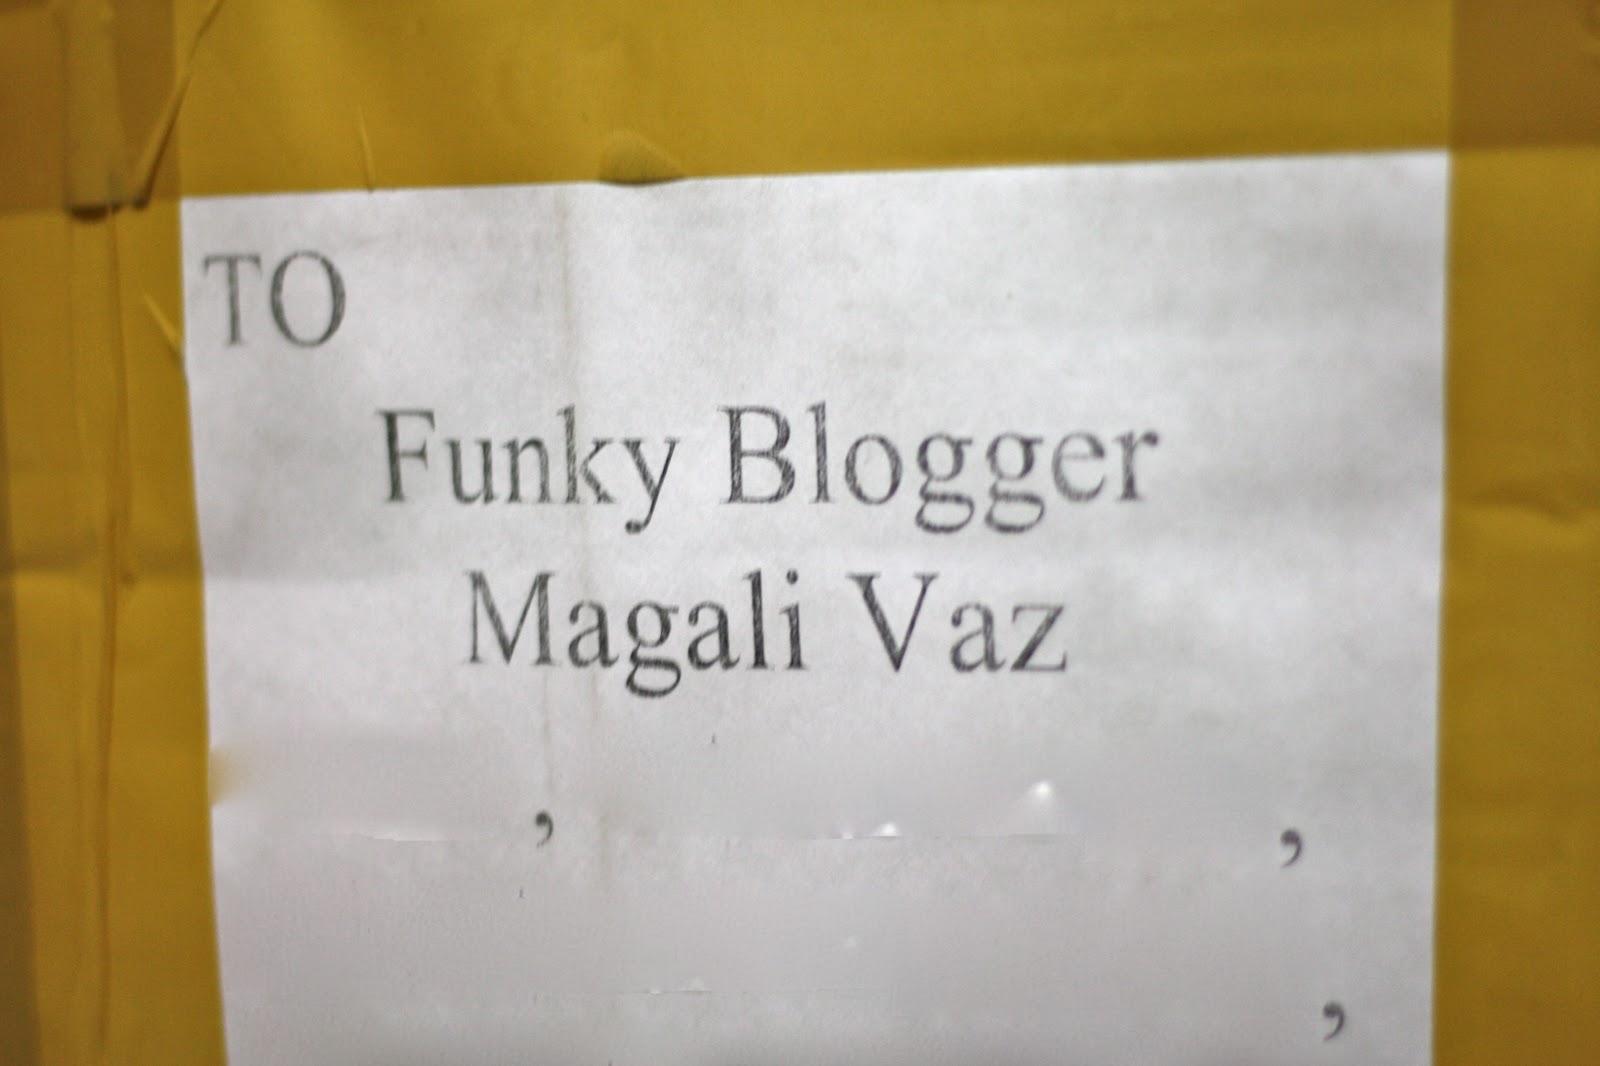 TO
Funky Blogger
Magali Vaz
, ,
,